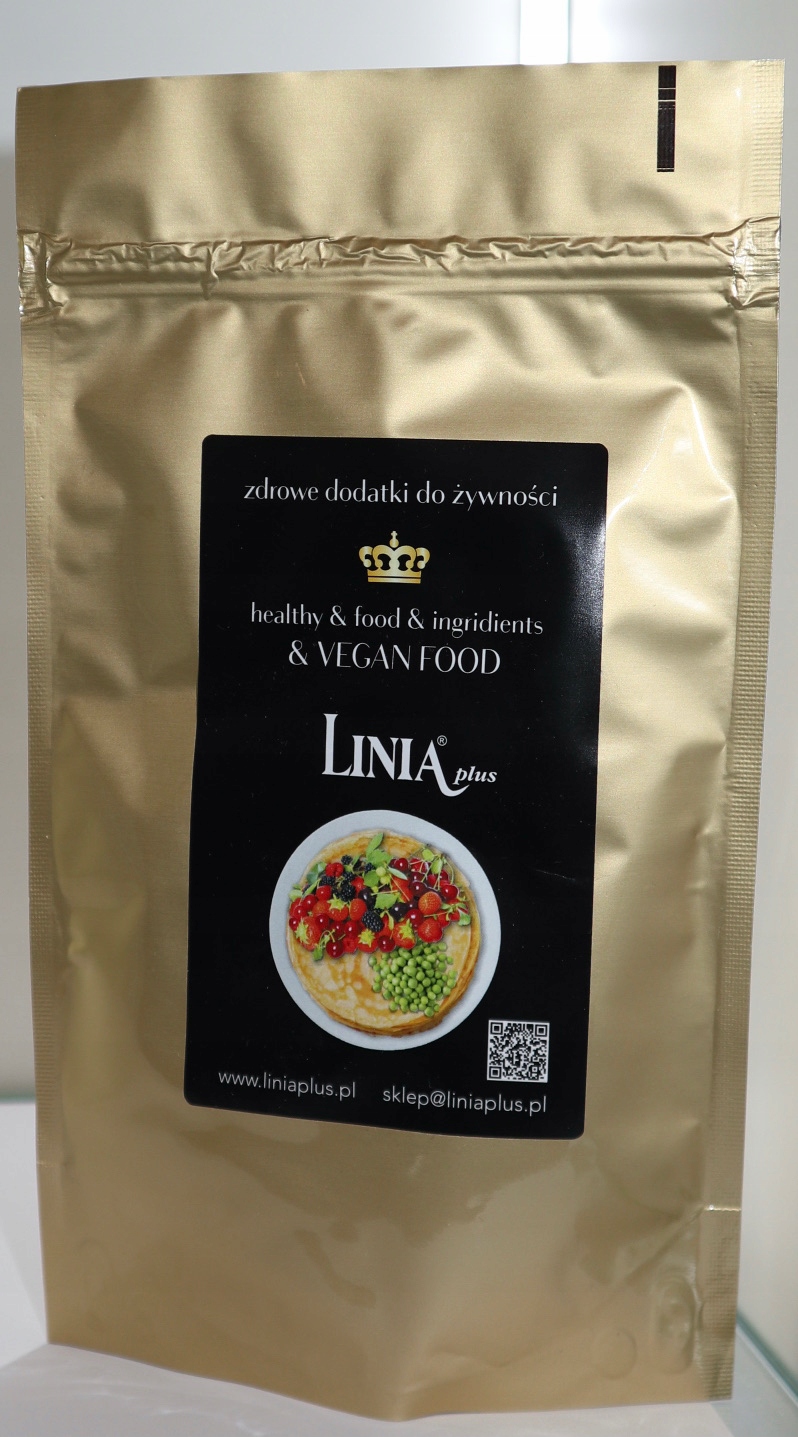 zdrowe dodatki do żywności
healthy & food & ingridients
& VEGAN FOOD
LINIA® plus
www.liniaplus.pl sklep@liniaplus.pl